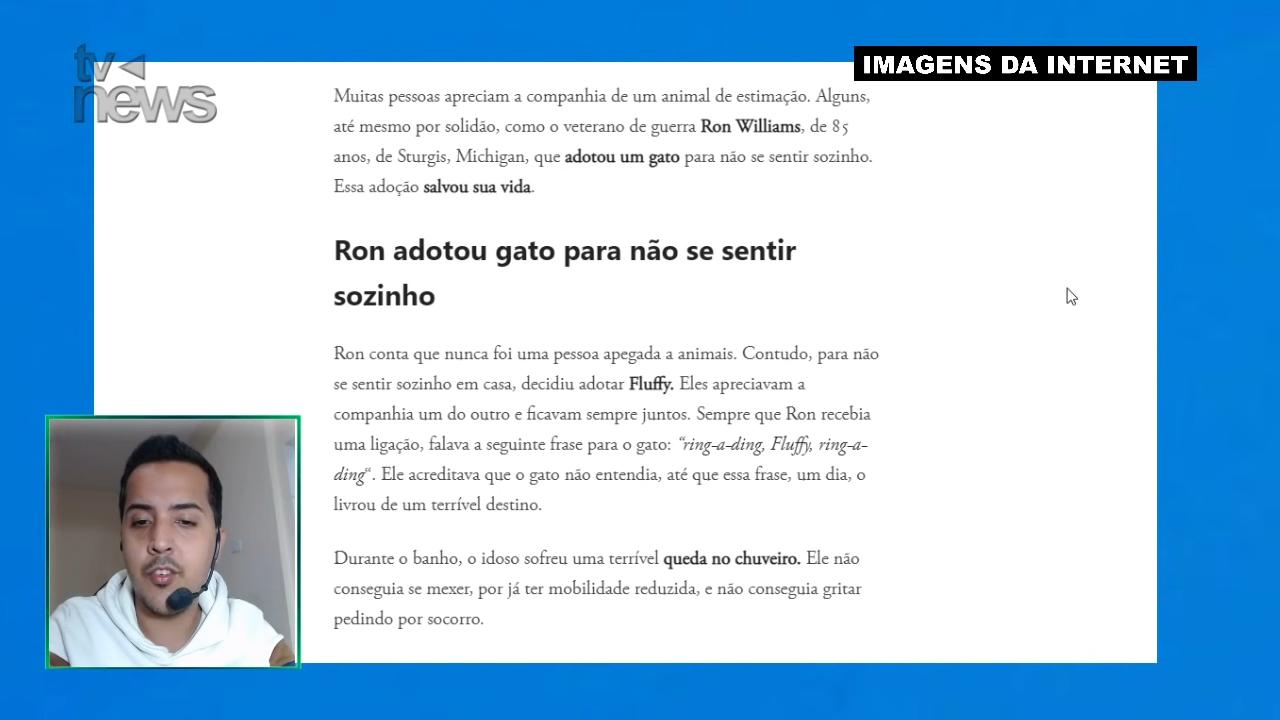 tv
news
IMAGENS DA INTERNET
Muitas pessoas apreciam a companhia de um animal de estimação. Alguns,
até mesmo por solidão, como o veterano de guerra Ron Williams, de 85
anos, de Sturgis, Michigan, que adotou um gato para não se sentir sozinho.
Essa adoção salvou sua vida.
Ron adotou gato para não se sentir
sozinho
Ron conta que nunca foi uma pessoa apegada a animais. Contudo, para não
se sentir sozinho em casa, decidiu adotar Fluffy. Eles apreciavam a
companhia um do outro e ficavam sempre juntos. Sempre que Ron recebia
uma ligação, falava a seguinte frase para o gato: “ring-a-ding, Fluffy, ring-a-
ding“. Ele acreditava que o gato não entendia, até que essa frase, um dia, o
livrou de um terrível destino.
Durante o banho, o idoso sofreu uma terrível queda no chuveiro. Ele não
conseguia se mexer, por já ter mobilidade reduzida, e não conseguia gritar
pedindo por socorro.